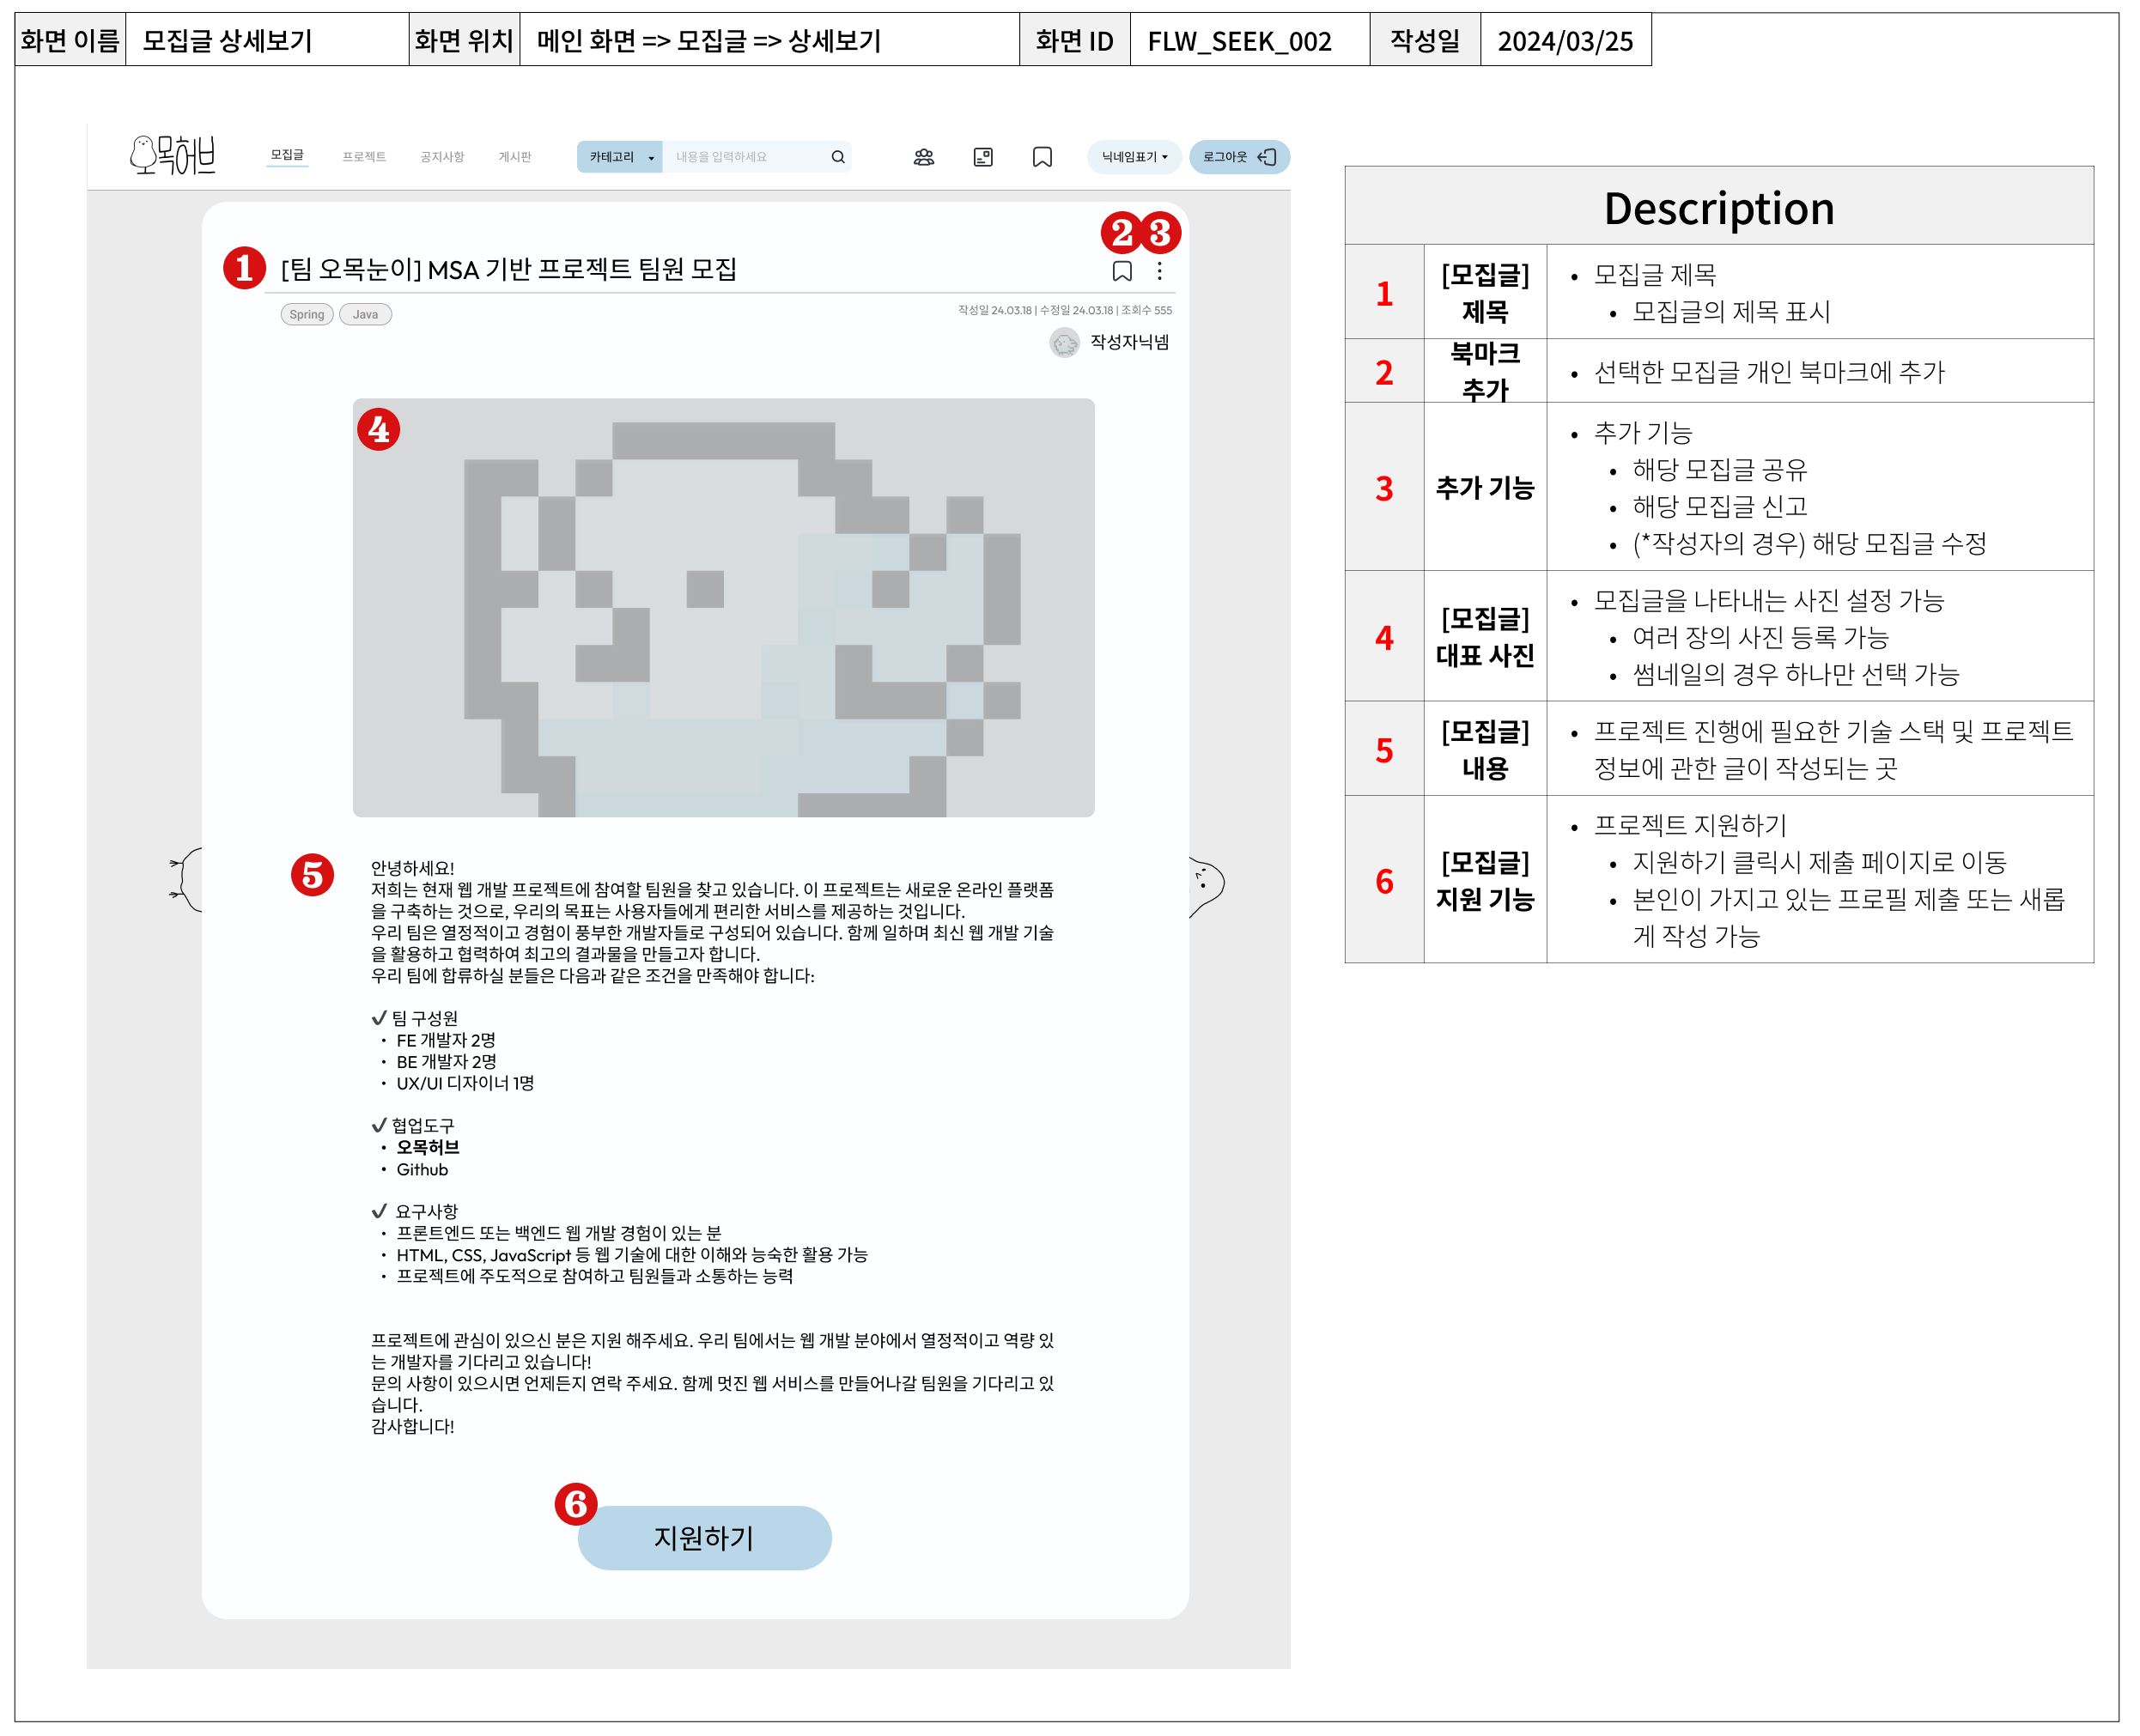 화면 이름 모집글 상세보기 화면 위치 메인 화면 => 모집글 => 상세보기 화면 ID FLW_SEEK_002 작성일 2024/03/25
오목허브 모집글 프로젝트 공지사항 게시판 카테고리 내용을 입력하세요 닉네임표기 로그아웃
2 3
1 [팀 오목눈이] MSA 기반 프로젝트 팀원 모집
Spring Java 작성일 24.03.18 | 수정일 24.03.18 | 조회수 555
작성자닉넴
4
5 안녕하세요!
저희는 현재 웹 개발 프로젝트에 참여할 팀원을 찾고 있습니다. 이 프로젝트는 새로운 온라인 플랫폼
을 구축하는 것으로, 우리의 목표는 사용자들에게 편리한 서비스를 제공하는 것입니다.
우리 팀은 열정적이고 경험이 풍부한 개발자들로 구성되어 있습니다. 함께 일하며 최신 웹 개발 기술
을 활용하고 협력하여 최고의 결과물을 만들고자 합니다.
우리 팀에 합류하실 분들은 다음과 같은 조건을 만족해야 합니다:
✓ 팀 구성원
• FE 개발자 2명
• BE 개발자 2명
• UX/UI 디자이너 1명
✓ 협업도구
• 오목허브
• Github
✓ 요구사항
• 프론트엔드 또는 백엔드 웹 개발 경험이 있는 분
• HTML, CSS, JavaScript 등 웹 기술에 대한 이해와 능숙한 활용 가능
• 프로젝트에 주도적으로 참여하고 팀원들과 소통하는 능력
프로젝트에 관심이 있으신 분은 지원 해주세요. 우리 팀에서는 웹 개발 분야에서 열정적이고 역량 있
는 개발자를 기다리고 있습니다!
문의 사항이 있으시면 언제든지 연락 주세요. 함께 멋진 웹 서비스를 만들어나갈 팀원을 기다리고 있
습니다.
감사합니다!
6
지원하기
Description
1
[모집글]
제목
• 모집글 제목
• 모집글의 제목 표시
2
북마크
추가
• 선택한 모집글 개인 북마크에 추가
3
추가 기능
• 추가 기능
• 해당 모집글 공유
• 해당 모집글 신고
• (*작성자의 경우) 해당 모집글 수정
4
[모집글]
대표 사진
• 모집글을 나타내는 사진 설정 가능
• 여러 장의 사진 등록 가능
• 썸네일의 경우 하나만 선택 가능
5
[모집글]
내용
• 프로젝트 진행에 필요한 기술 스택 및 프로젝트
정보에 관한 글이 작성되는 곳
6
[모집글]
지원 기능
• 프로젝트 지원하기
• 지원하기 클릭시 제출 페이지로 이동
• 본인이 가지고 있는 프로필 제출 또는 새롭
게 작성 가능